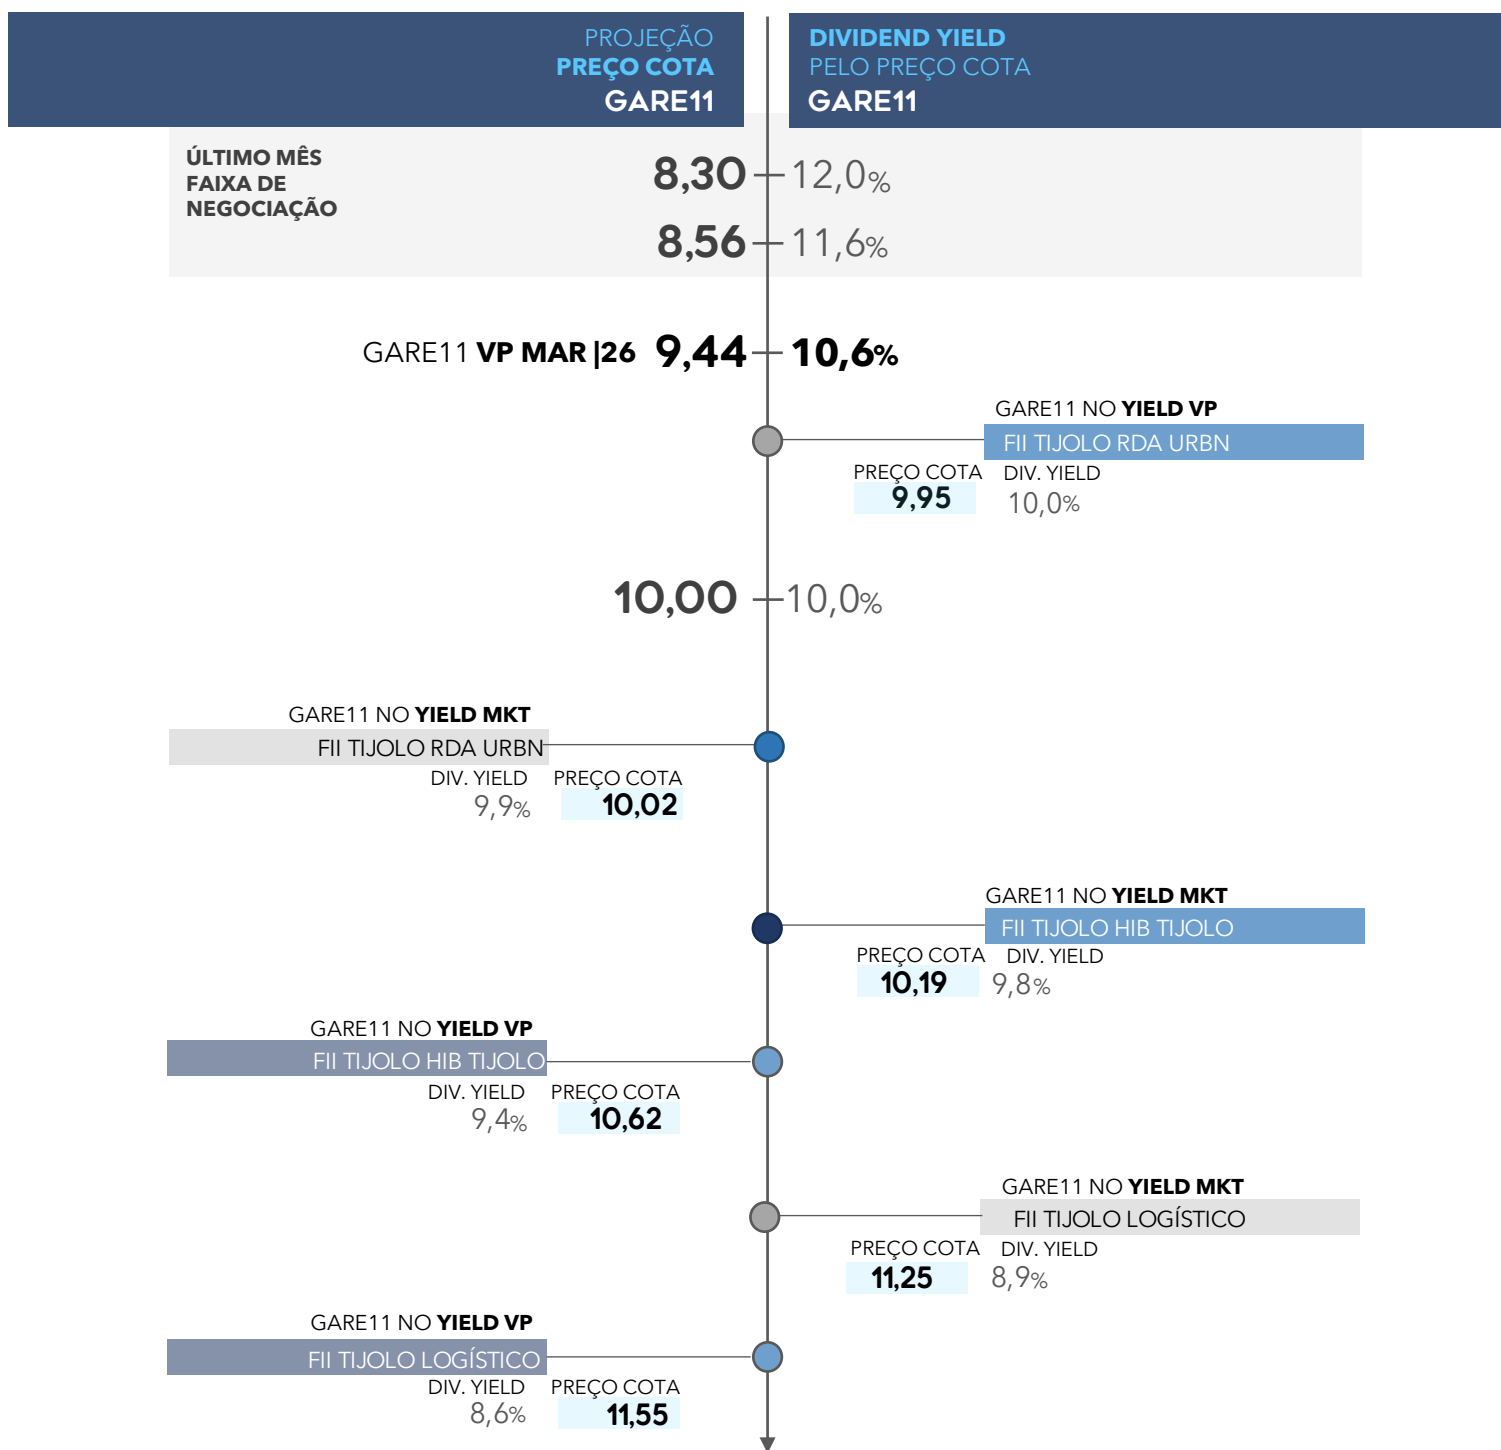 PROJEÇÃO
PREÇO COTA
GARE11
DIVIDEND YIELD
PELO PREÇO COTA
GARE11
ÚLTIMO MÊS
FAIXA DE
NEGOCIAÇÃO
8,30 12,0%
8,56 11,6%
GARE11 VP MAR |26 9,44 10,6%
GARE11 NO YIELD VP
FII TIJOLO RDA URBN
PREÇO COTA DIV. YIELD
9,95 10,0%
10,00 10,0%
GARE11 NO YIELD MKT
FII TIJOLO RDA URBN
DIV. YIELD PREÇO COTA
9,9% 10,02
GARE11 NO YIELD MKT
FII TIJOLO HIB TIJOLO
PREÇO COTA DIV. YIELD
10,19 9,8%
GARE11 NO YIELD VP
FII TIJOLO HIB TIJOLO
DIV. YIELD PREÇO COTA
9,4% 10,62
GARE11 NO YIELD MKT
FII TIJOLO LOGÍSTICO
PREÇO COTA DIV. YIELD
11,25 8,9%
GARE11 NO YIELD VP
FII TIJOLO LOGÍSTICO
DIV. YIELD PREÇO COTA
8,6% 11,55